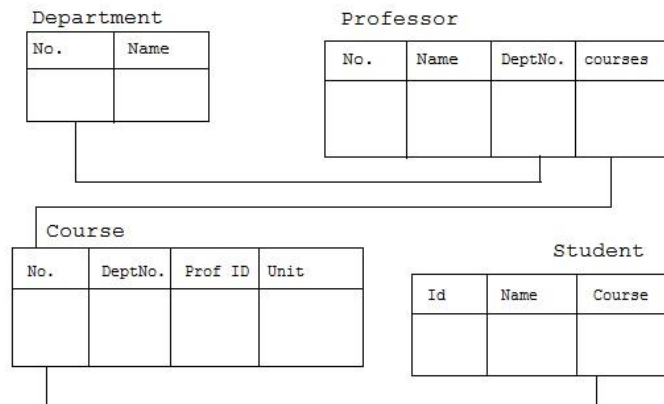 Department
No. Name
Professor
No. Name DeptNo. courses
Course
No. DeptNo. Prof ID Unit
Student
Id Name Course